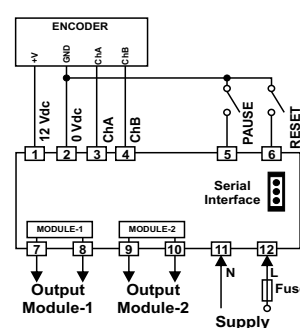 ENCODER
+V
GND
ChA
ChB
12 Vdc
0 Vdc
ChA
ChB
PAUSE
RESET
1 2 3 4 5 6
Serial
Interface
MODULE-1 MODULE-2
7 8 9 10 11 12
N L
Fuse
Output
Module-1
Output
Module-2
Supply